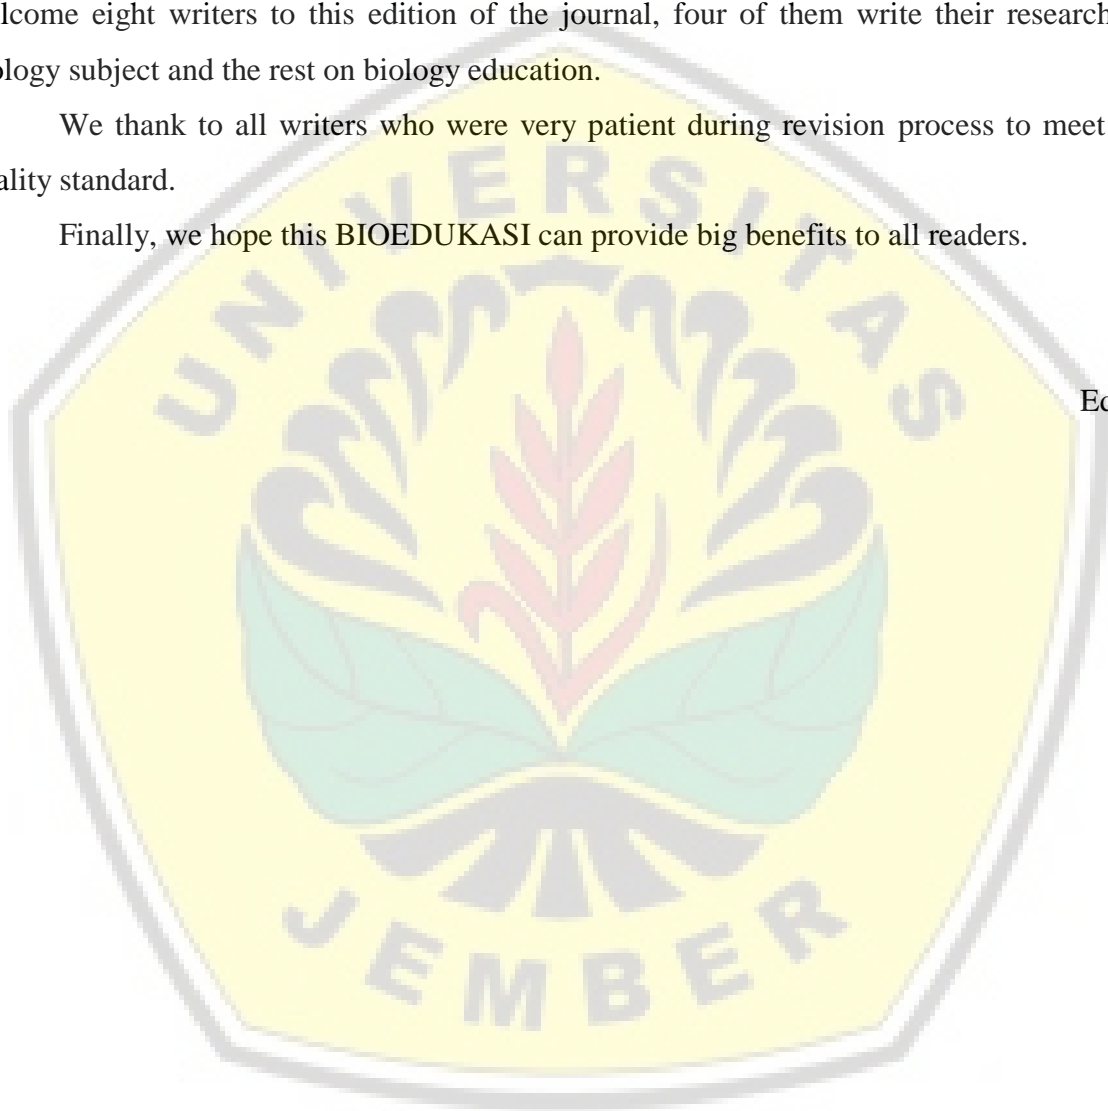 lcome eight writers to this edition of the journal, four of them write their research
ology subject and the rest on biology education.
We thank to all writers who were very patient during revision process to meet
ality standard.
Finally, we hope this BIOEDUKASI can provide big benefits to all readers.
Ed
UNIVERSITAS
JEMBER